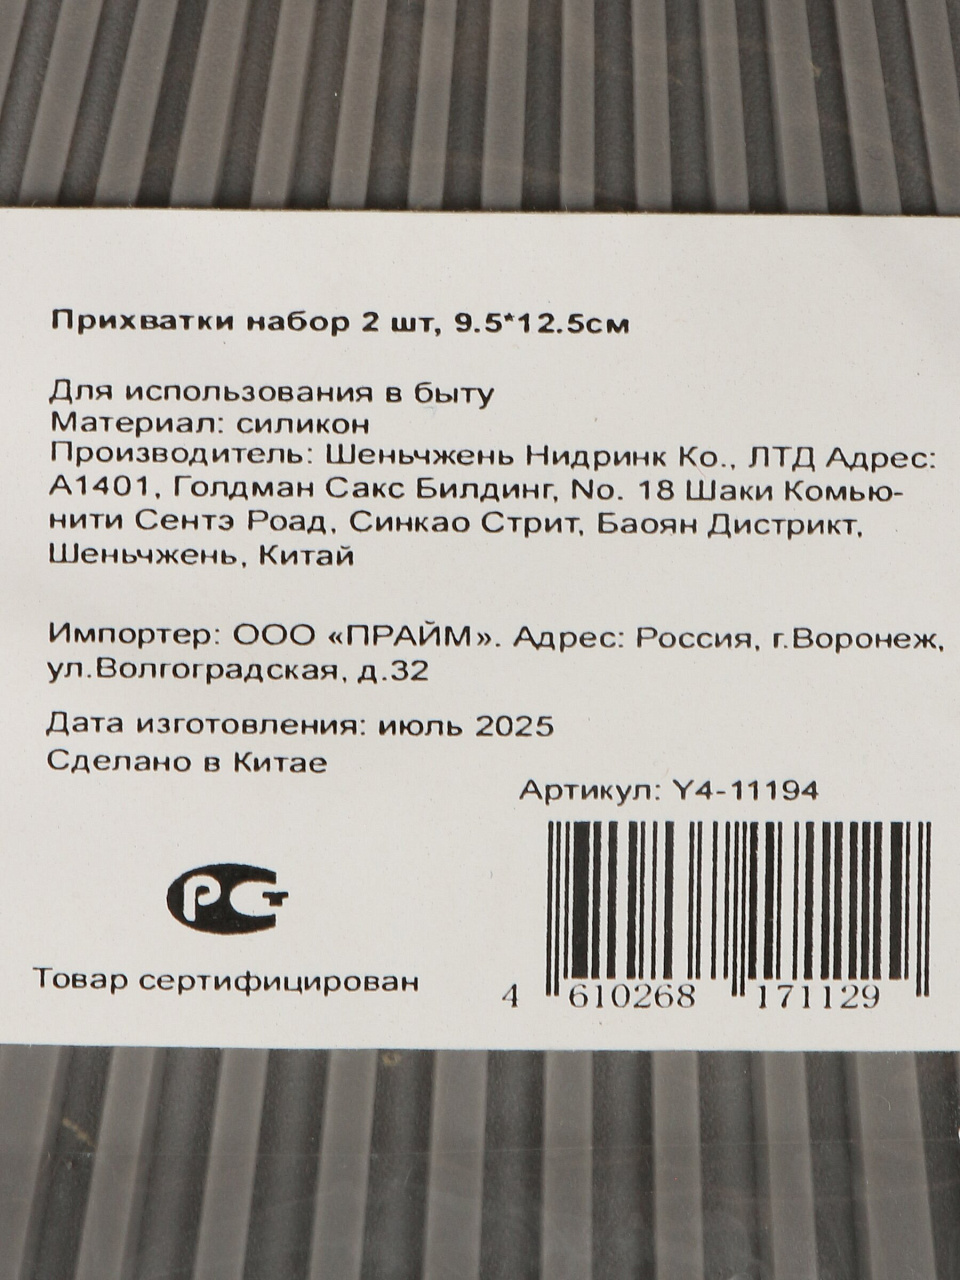 Прихватки набор 2 шт, 9.5*12.5см
Для использования в быту
Материал: силикон
Производитель: Шеньчжень Нидринк Ко., ЛТД Адрес:
А1401, Голдман Сакс Билдинг, No. 18 Шаки Комью-
нити Сентэ Роад, Синкао Стрит, Баоян Дистрикт,
Шеньчжень, Китай
Импортер: ООО «ПРАЙМ». Адрес: Россия, г.Воронеж,
ул.Волгоградская, д.32
Дата изготовления: июль 2025
Сделано в Китае
Артикул: Y4-11194
РСТ
Товар сертифицирован
4 610268 171129